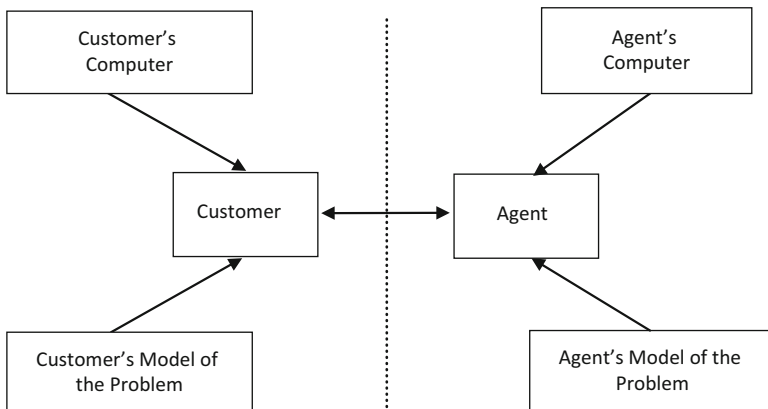 Customer’s
Computer
Agent’s
Computer
Customer
Agent
Customer’s Model of
the Problem
Agent’s Model of the
Problem